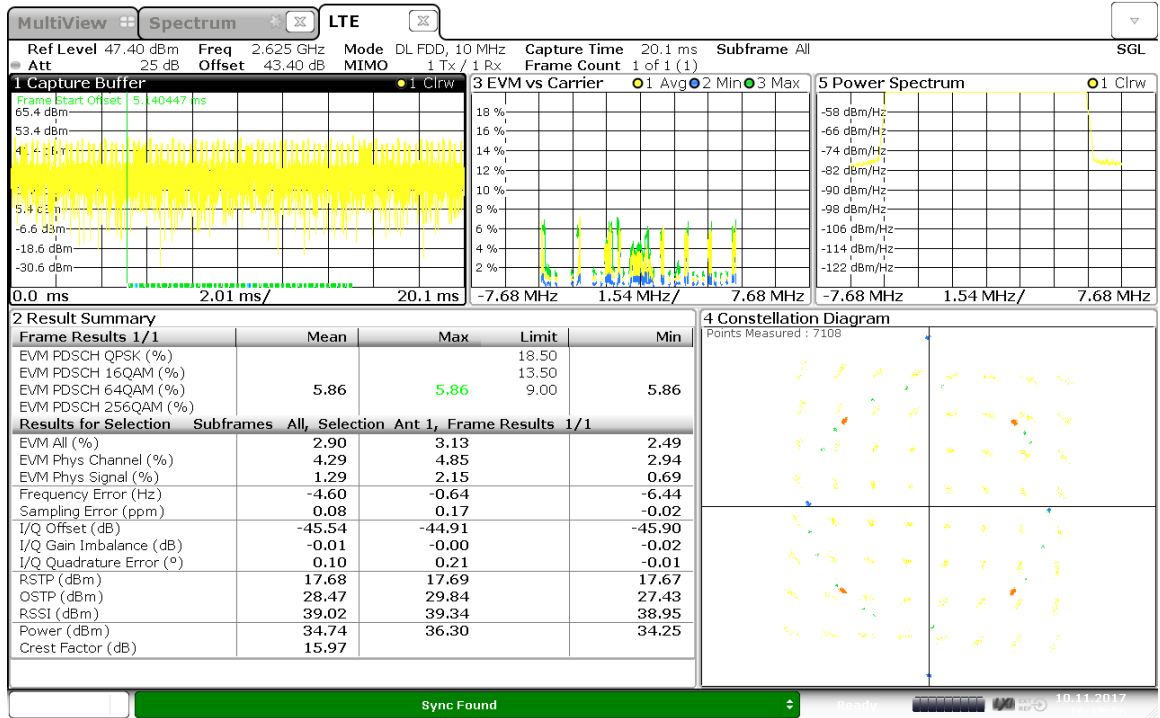 MultiView Spectrum LTE
Ref Level 47.40 dBm Freq 2.625 GHz Mode DL FDD, 10 MHz Capture Time 20.1 ms Subframe All SGL
Att 25 dB Offset 43.40 dB MIMO 1 Tx / 1 Rx Frame Count 1 of 1 (1)
1 Capture Buffer 1 Clrw
Frame Start Offset : 5.140447 ms
65.4 dBm
53.4 dBm
5.4 dBm
-6.6 dBm
-18.6 dBm
-30.6 dBm
0.0 ms 2.01 ms/ 20.1 ms
3 EVM vs Carrier 1 Avg 2 Min 3 Max
18 %
16 %
14 %
12 %
10 %
8 %
6 %
4 %
2 %
-7.68 MHz 1.54 MHz/ 7.68 MHz
5 Power Spectrum 1 Clrw
-58 dBm/Hz
-66 dBm/Hz
-74 dBm/Hz
-82 dBm/Hz
-90 dBm/Hz
-98 dBm/Hz
-106 dBm/Hz
-114 dBm/Hz
-122 dBm/Hz
-7.68 MHz 1.54 MHz/ 7.68 MHz
2 Result Summary
Frame Results 1/1 Mean Max Limit Min
EVM PDSCH QPSK (%) 18.50
EVM PDSCH 16QAM (%) 13.50
EVM PDSCH 64QAM (%) 5.86 5.86 9.00 5.86
EVM PDSCH 256QAM (%)
Results for Selection Subframes All, Selection Ant 1, Frame Results 1/1
EVM All (%) 2.90 3.13 2.49
EVM Phys Channel (%) 4.29 4.85 2.94
EVM Phys Signal (%) 1.29 2.15 0.69
Frequency Error (Hz) -4.60 -0.64 -6.44
Sampling Error (ppm) 0.08 0.17 -0.02
I/Q Offset (dB) -45.54 -44.91 -45.90
I/Q Gain Imbalance (dB) -0.01 -0.00 -0.02
I/Q Quadrature Error (º) 0.10 0.21 -0.01
RSTP (dBm) 17.68 17.69 17.67
OSTP (dBm) 28.47 29.84 27.43
RSSI (dBm) 39.02 39.34 38.95
Power (dBm) 34.74 36.30 34.25
Crest Factor (dB) 15.97
4 Constellation Diagram
Points Measured : 7108
Sync Found
Ready
10.11.2017